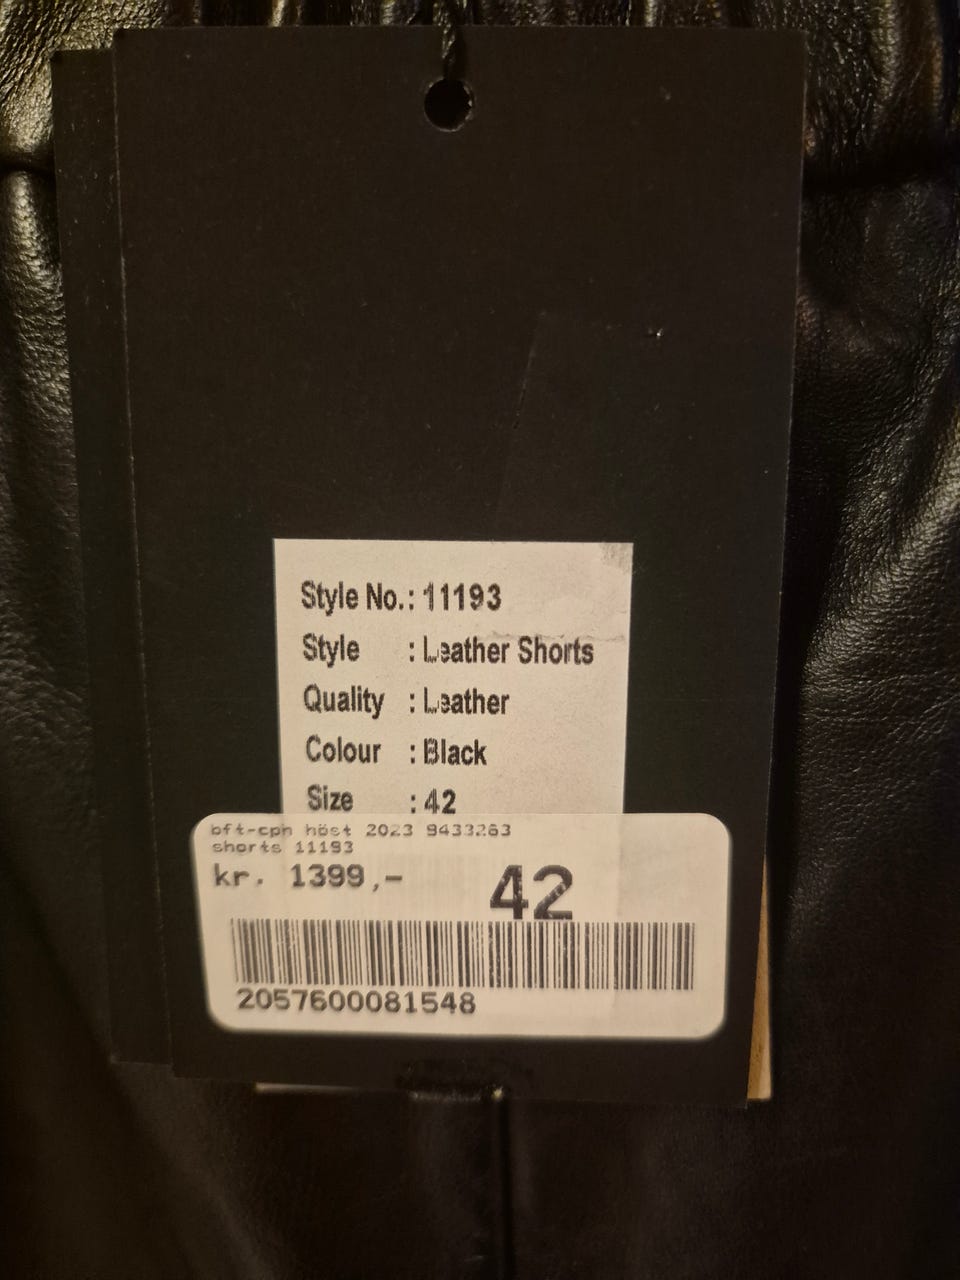 Style No.: 11193
Style : Leather Shorts
Quality : Leather
Colour : Black
Size : 42
bft-cph höst 2023 9433263
shorts 11193
kr. 1399,- 42
2057600081548